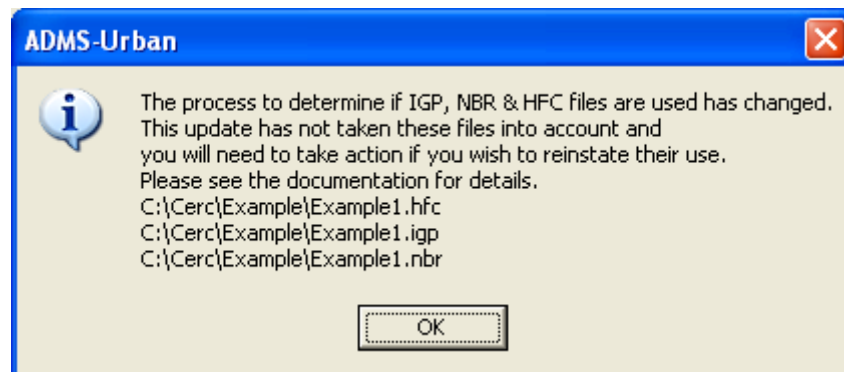 ADMS-Urban
The process to determine if IGP, NBR & HFC files are used has changed.
This update has not taken these files into account and
you will need to take action if you wish to reinstate their use.
Please see the documentation for details.
C:\Cerc\Example\Example1.hfc
C:\Cerc\Example\Example1.igp
C:\Cerc\Example\Example1.nbr
OK